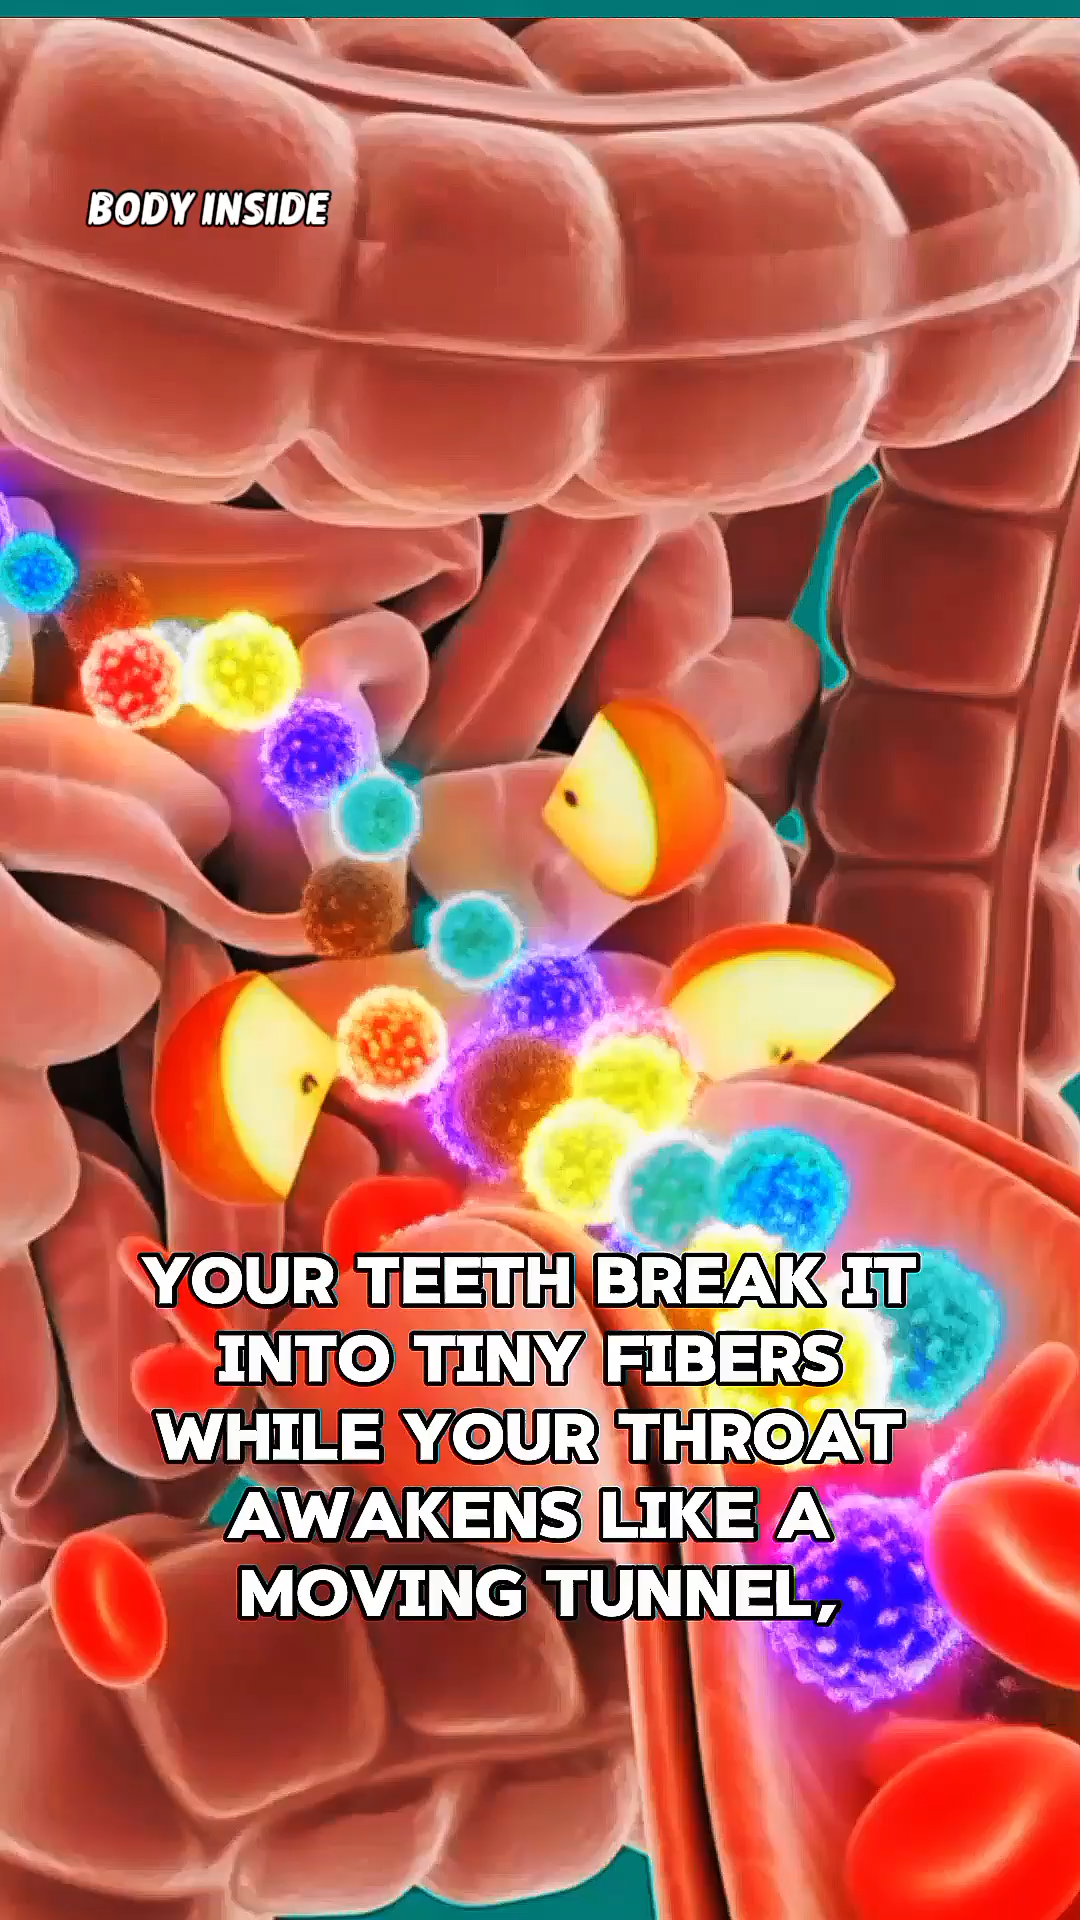 BODY INSIDE
YOUR TEETH BREAK IT
INTO TINY FIBERS
WHILE YOUR THROAT
AWAKENS LIKE A
MOVING TUNNEL,